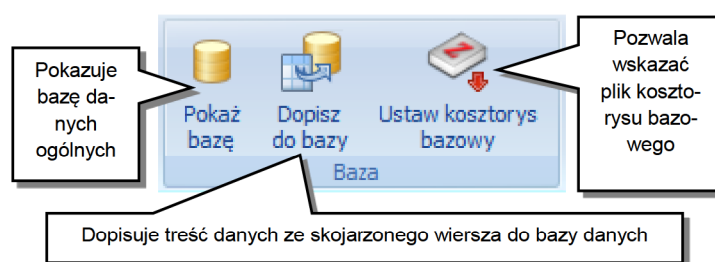 Pokazuje
bazę da-
nych
ogólnych
Pokaż
bazę
Dopisz
do bazy
Ustaw kosztorys
bazowy
Baza
Pozwala
wskazać
plik koszto-
rysu bazo-
wego
Dopisuje treść danych ze skojarzonego wiersza do bazy danych